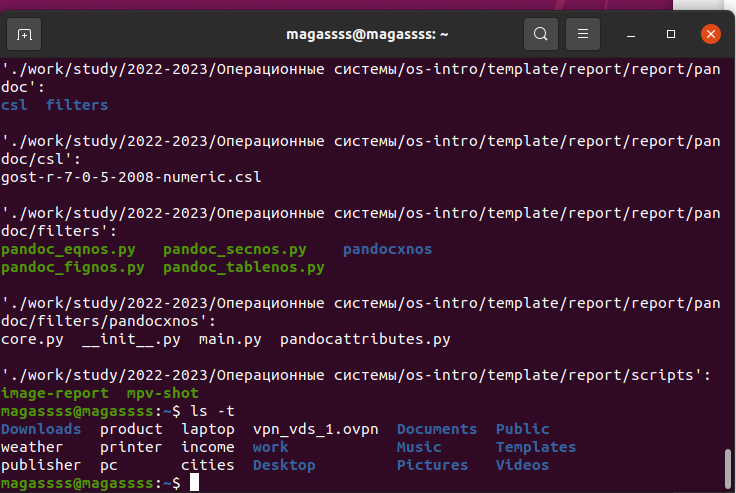 magassss@magassss: ~
'./work/study/2022-2023/Операционные системы/os-intro/template/report/report/pan
doc':
csl  filters
'./work/study/2022-2023/Операционные системы/os-intro/template/report/report/pan
doc/csl':
gost-r-7-0-5-2008-numeric.csl
'./work/study/2022-2023/Операционные системы/os-intro/template/report/report/pan
doc/filters':
pandoc_eqnos.py   pandoc_secnos.py    pandocxnos
pandoc_fignos.py  pandoc_tablenos.py
'./work/study/2022-2023/Операционные системы/os-intro/template/report/report/pan
doc/filters/pandocxnos':
core.py  __init__.py  main.py  pandocattributes.py
'./work/study/2022-2023/Операционные системы/os-intro/template/report/scripts':
image-report  mpv-shot
magassss@magassss:~$ ls -t
Downloads  product  laptop  vpn_vds_1.ovpn  Documents  Public
weather    printer  income  work            Music      Templates
publisher  pc       cities  Desktop         Pictures   Videos
magassss@magassss:~$